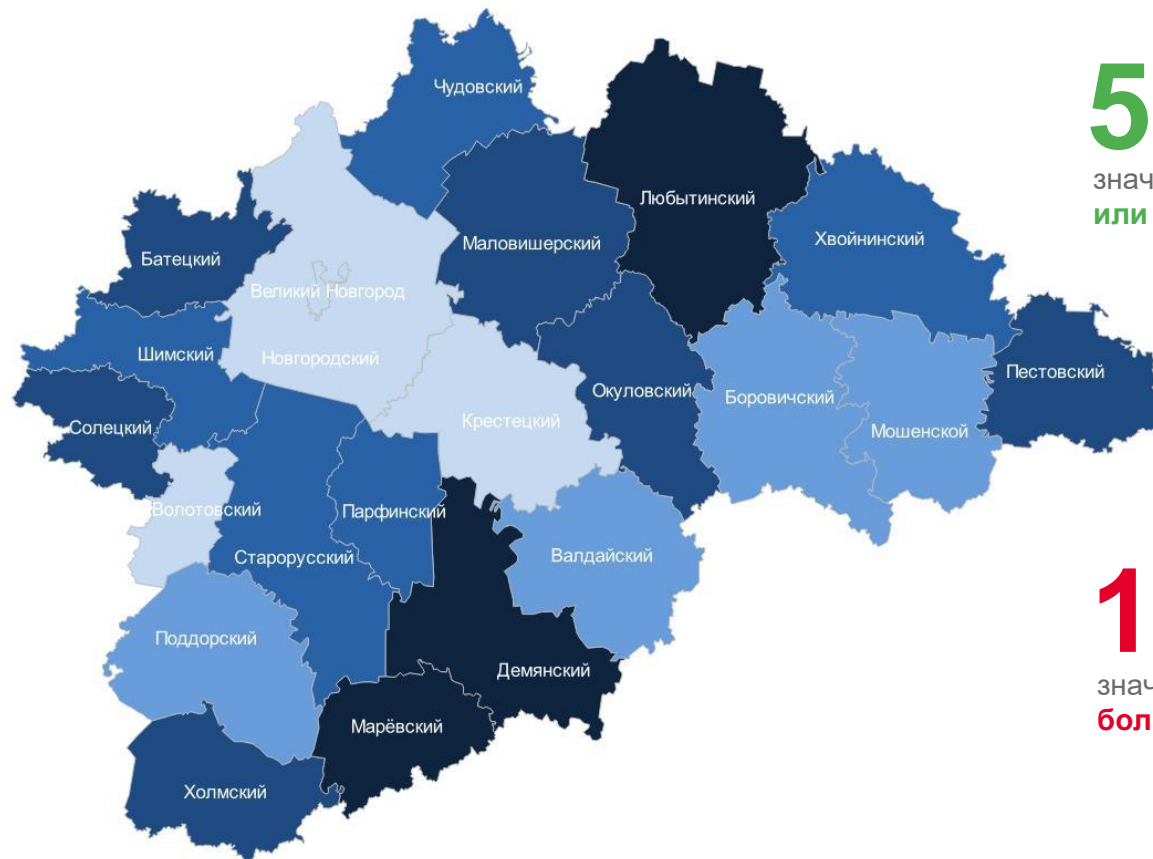 Чудовский
5
знач
или
Любытинский
Маловишерский
Хвойнинский
Батецкий
Великий Новгород
Шимский
Новгородский
Окуловский
Боровичский
Пестовский
Солецкий
Крестецкий
Мошенской
Волотовский
Парфинский
Старорусский
Валдайский
1
знач
бол
Поддорский
Демянский
Марёвский
Холмский